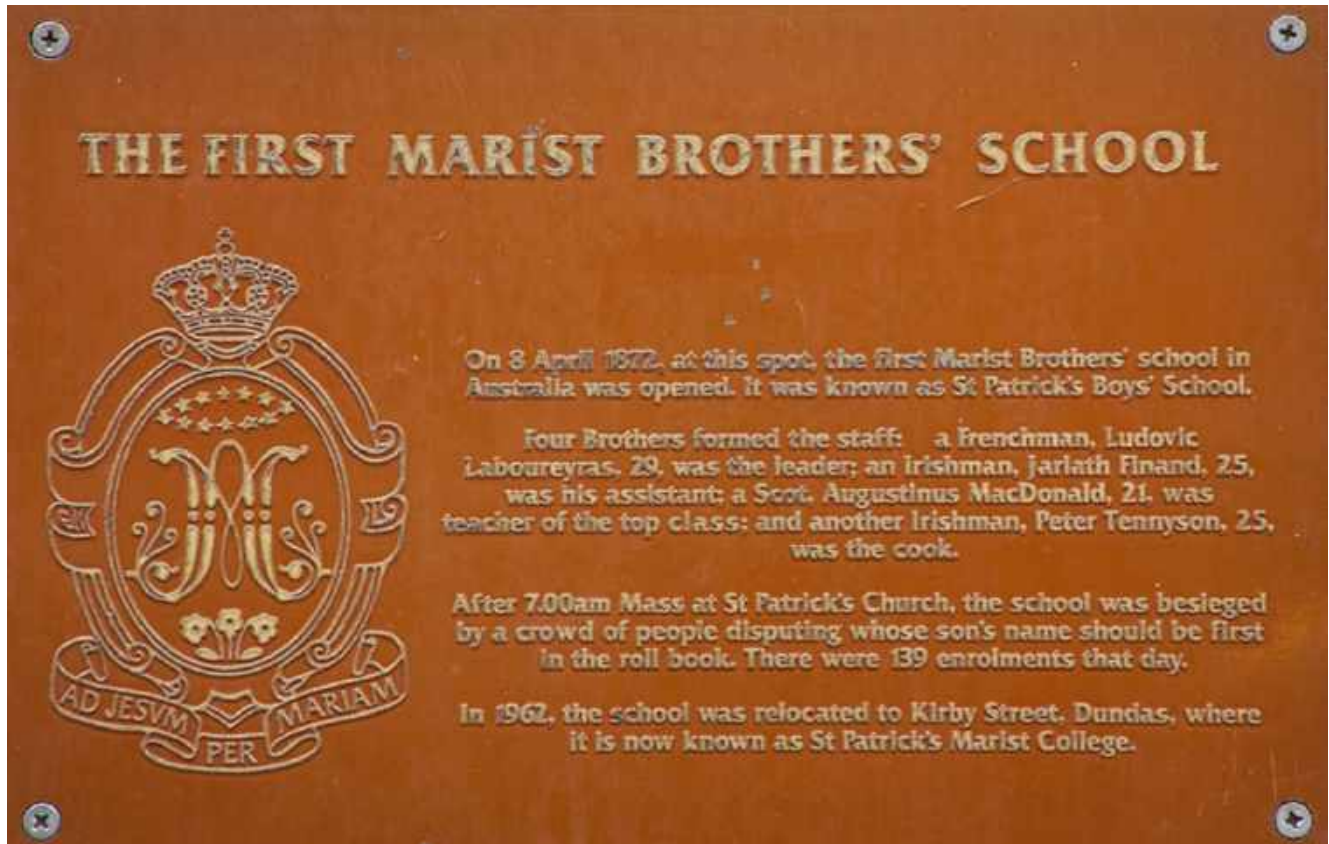 THE FIRST MARIST BROTHERS' SCHOOL
On 8 April 1872, at this spot, the first Marist Brothers' school in
Australia was opened. It was known as St Patrick's Boys' School.
Four Brothers formed the staff: a Frenchman, Ludovic
Laboureyras, 29, was the leader; an Irishman, Jarlath Finand, 25,
was his assistant; a Scot, Augustinus MacDonald, 21, was
teacher of the top class; and another Irishman, Peter Tennyson, 25,
was the cook.
After 7.00am Mass at St Patrick's Church, the school was besieged
by a crowd of people disputing whose son's name should be first
in the roll book. There were 139 enrolments that day.
In 1962, the school was relocated to Kirby Street, Dundas, where
it is now known as St Patrick's Marist College.
AD JESVM
PER
MARIAM